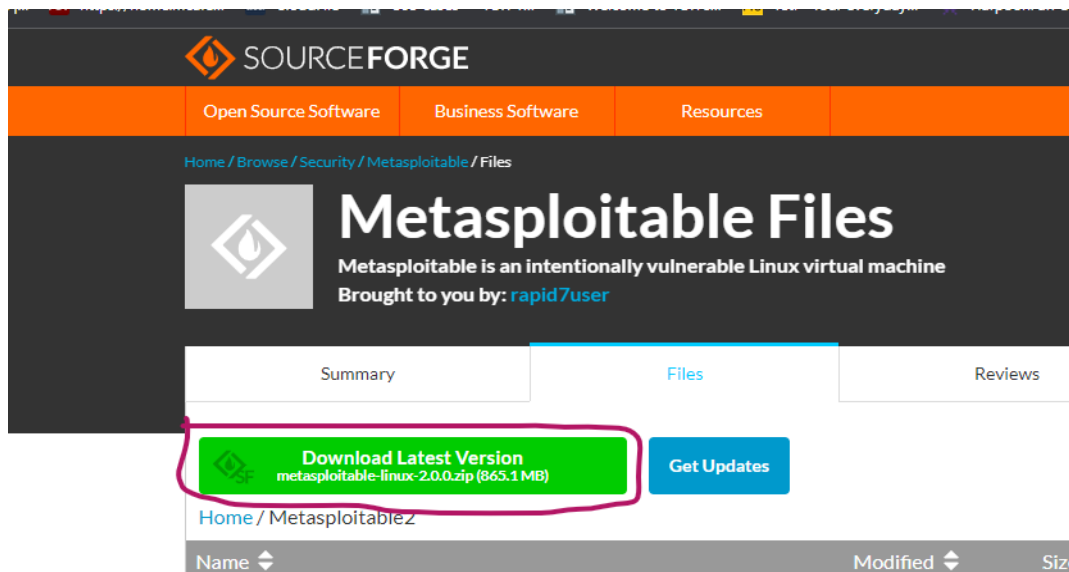 SOURCEFORGE
Open Source Software Business Software Resources
Home / Browse / Security / Metasploitable / Files
Metasploitable Files
Metasploitable is an intentionally vulnerable Linux virtual machine
Brought to you by: rapid7user
Summary Files Reviews
Download Latest Version
metasploitable-linux-2.0.0.zip (865.1 MB)
SF
Get Updates
Home / Metasploitable2
Name Modified